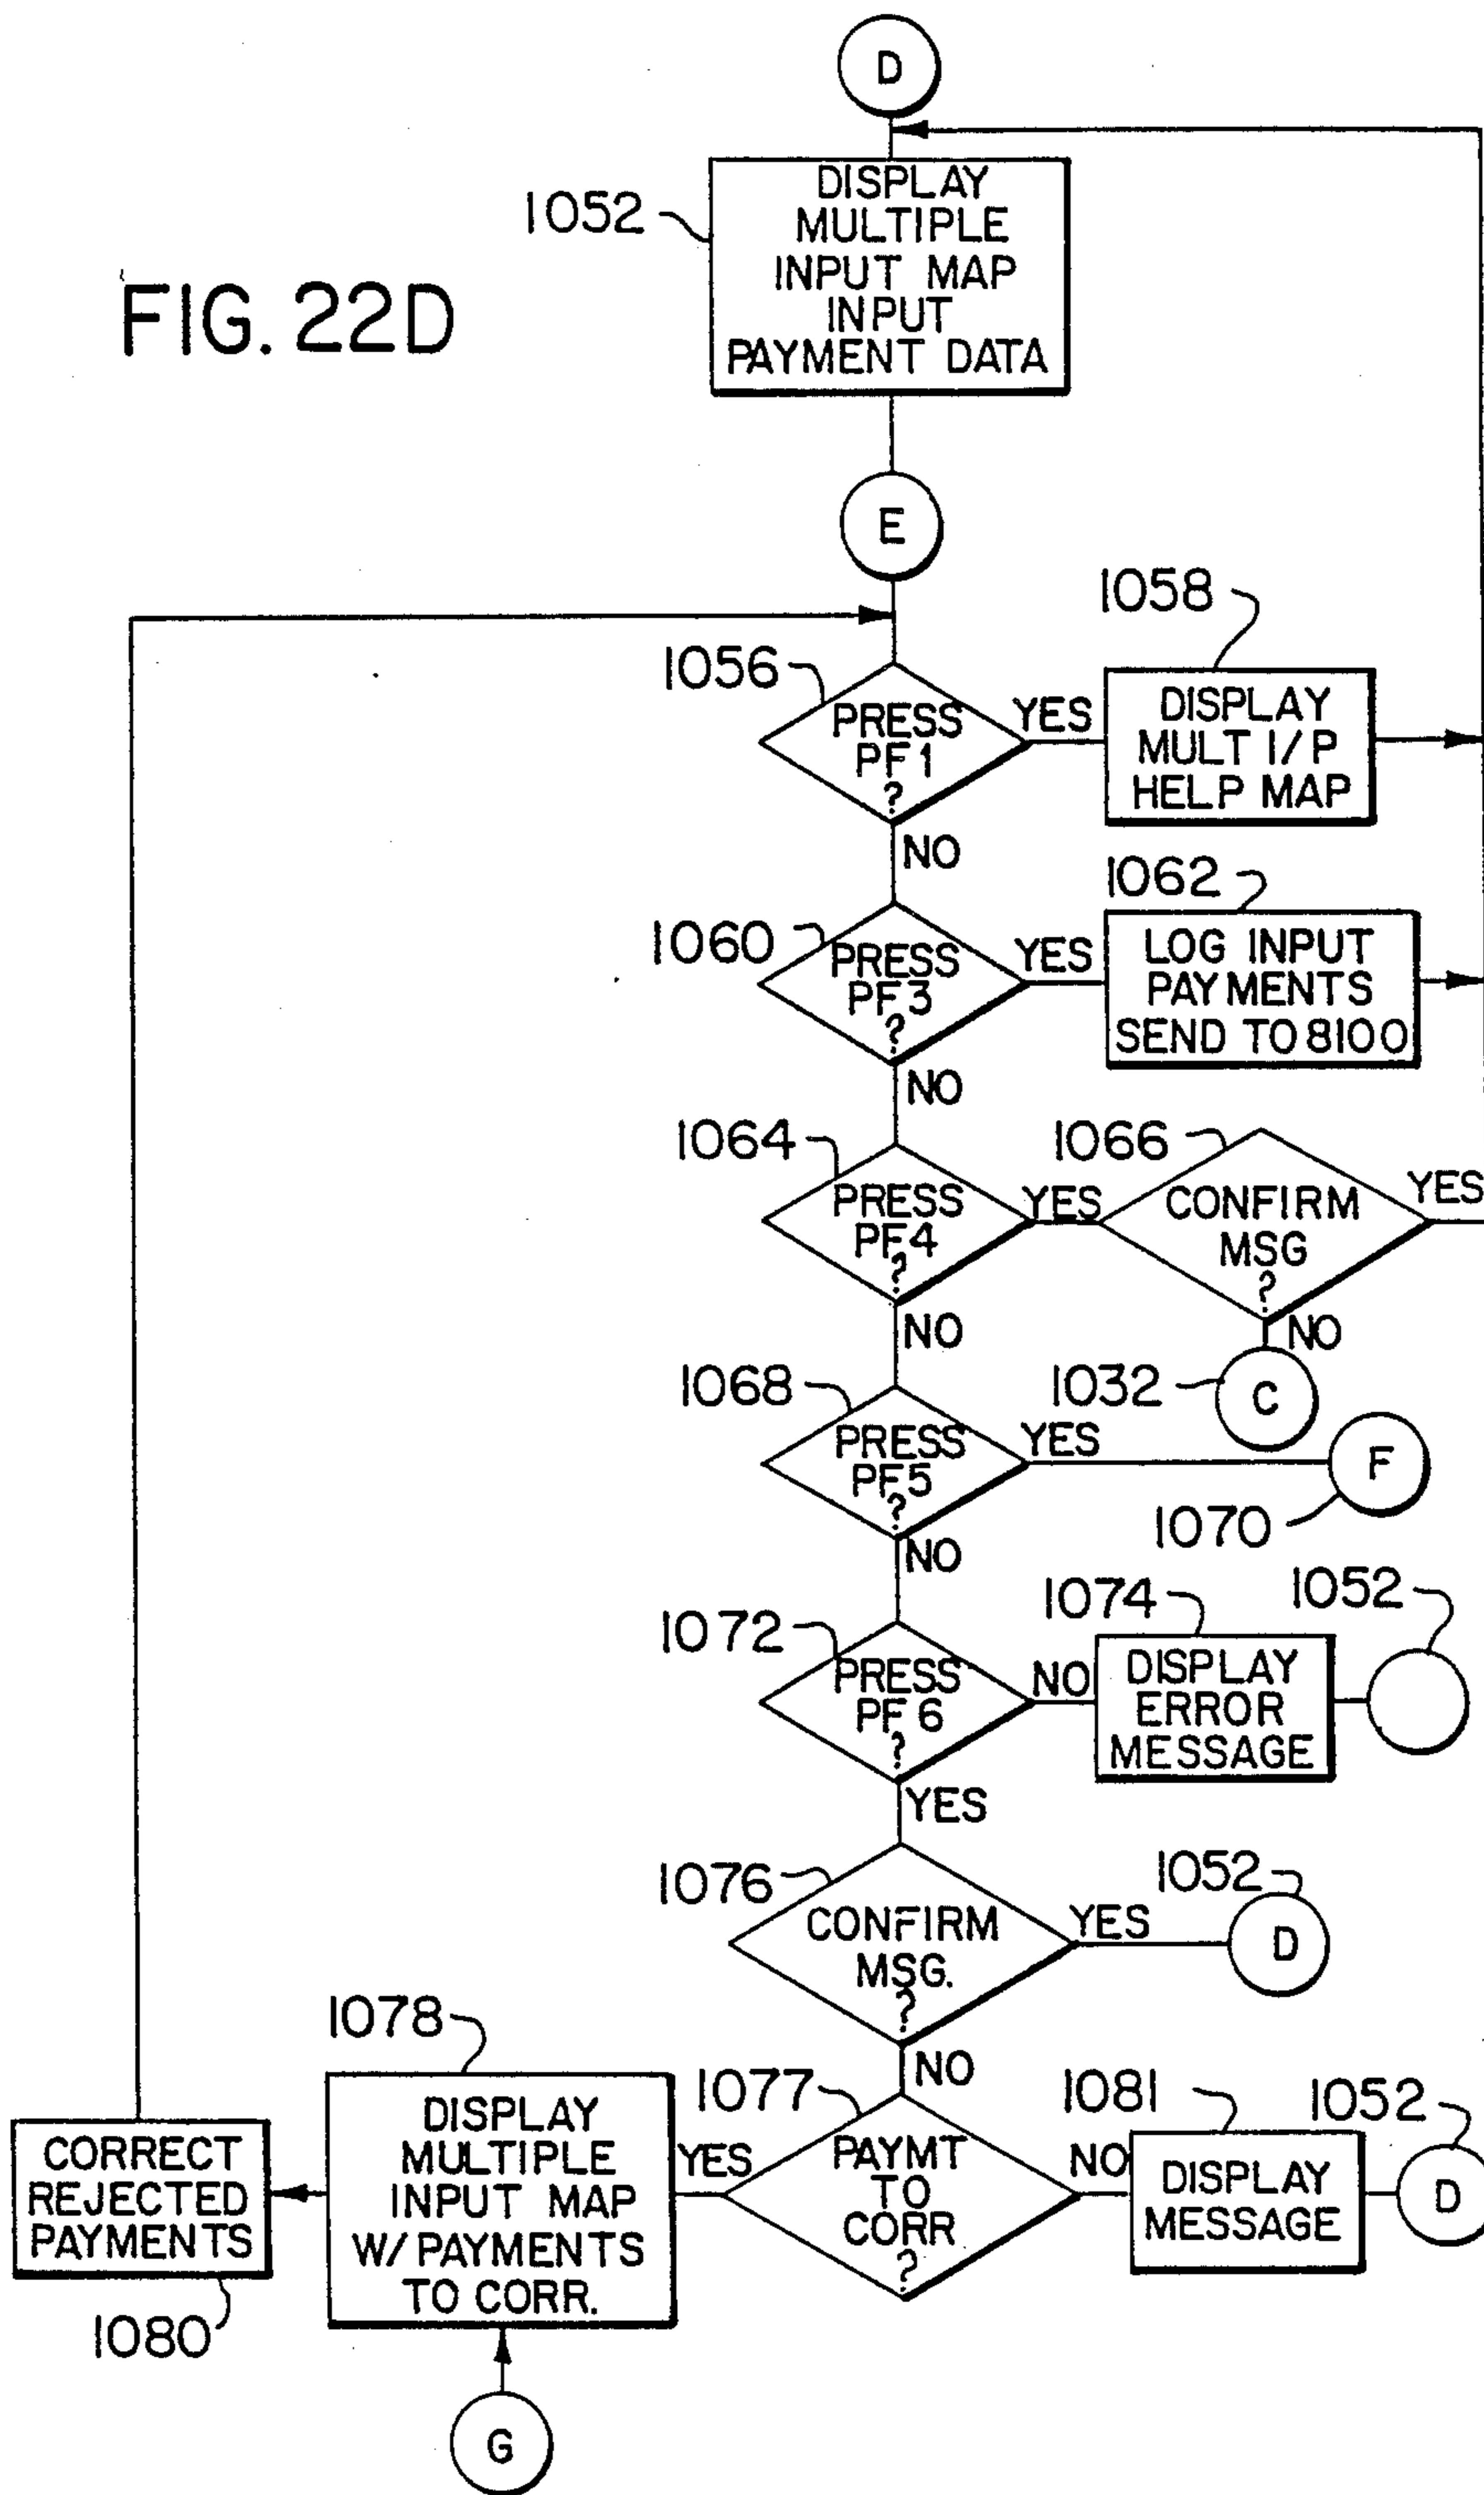 D
1052
DISPLAY
MULTIPLE
INPUT MAP
INPUT
PAYMENT DATA
FIG. 22D
E
1056
PRESS
PF1
?
YES
1058
DISPLAY
MULT I/P
HELP MAP
NO
1060
PRESS
PF3
?
YES
1062
LOG INPUT
PAYMENTS
SEND TO 8100
NO
1064
PRESS
PF4
?
YES
1066
CONFIRM
MSG
?
YES
NO
1032
C
NO
1068
PRESS
PF5
?
YES
F
1070
NO
1072
PRESS
PF6
?
NO
1074
DISPLAY
ERROR
MESSAGE
1052
YES
1076
CONFIRM
MSG.
?
YES
1052
D
NO
1077
PAYMT
TO
CORR
?
NO
1081
DISPLAY
MESSAGE
1052
D
YES
1078
DISPLAY
MULTIPLE
INPUT MAP
W/ PAYMENTS
TO CORR.
CORRECT
REJECTED
PAYMENTS
1080
G